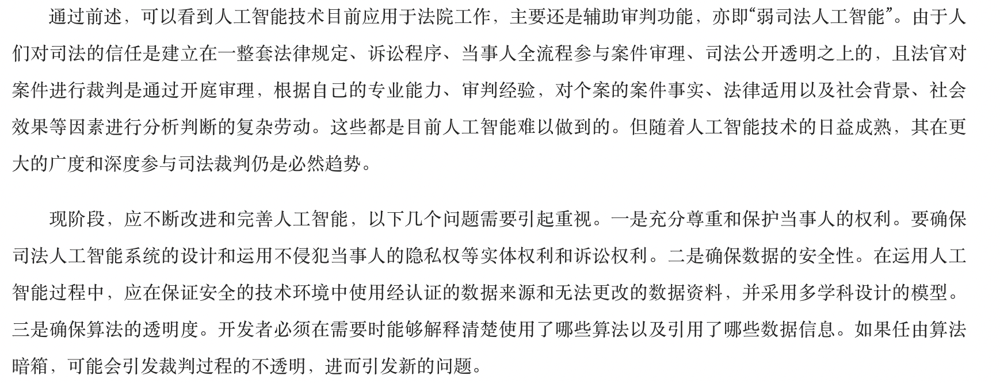 通过前述，可以看到人工智能技术目前应用于法院工作，主要还是辅助审判功能，亦即“弱司法人工智能”。由于人
们对司法的信任是建立在一整套法律规定、诉讼程序、当事人全流程参与案件审理、司法公开透明之上的，且法官对
案件进行裁判是通过开庭审理，根据自己的专业能力、审判经验，对个案的案件事实、法律适用以及社会背景、社会
效果等因素进行分析判断的复杂劳动。这些都是目前人工智能难以做到的。但随着人工智能技术的日益成熟，其在更
大的广度和深度参与司法裁判仍是必然趋势。
现阶段，应不断改进和完善人工智能，以下几个问题需要引起重视。一是充分尊重和保护当事人的权利。要确保
司法人工智能系统的设计和运用不侵犯当事人的隐私权等实体权利和诉讼权利。二是确保数据的安全性。在运用人工
智能过程中，应在保证安全的技术环境中使用经认证的数据来源和无法更改的数据资料，并采用多学科设计的模型。
三是确保算法的透明度。开发者必须在需要时能够解释清楚使用了哪些算法以及引用了哪些数据信息。如果任由算法
暗箱，可能会引发裁判过程的不透明，进而引发新的问题。